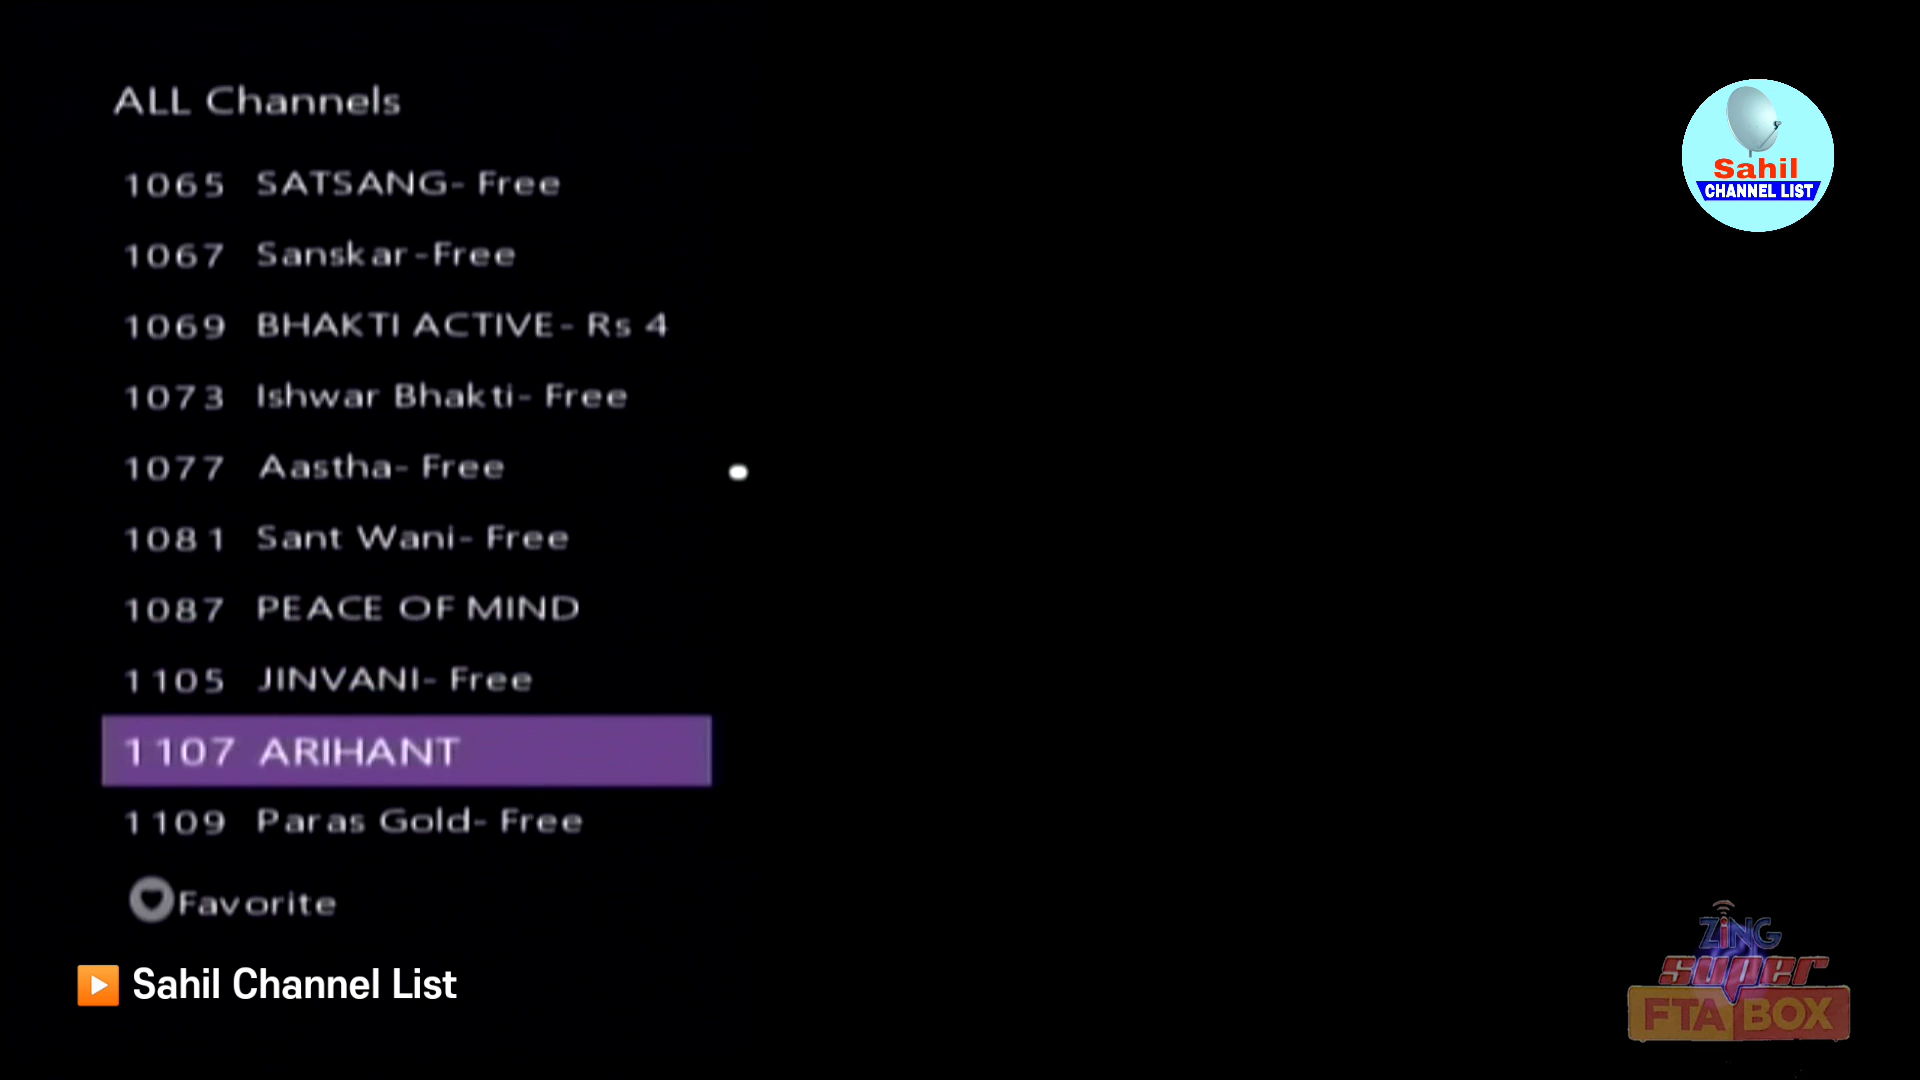 ALL Channels
1065 SATSANG- Free
1067 Sanskar-Free
1069 BHAKTI ACTIVE- Rs 4
1073 Ishwar Bhakti- Free
1077 Aastha- Free
1081 Sant Wani- Free
1087 PEACE OF MIND
1105 JINVANI- Free
1107 ARIHANT
1109 Paras Gold- Free
Favorite
Sahil Channel List
Sahil
CHANNEL LIST
ZiNG
super
FTA BOX